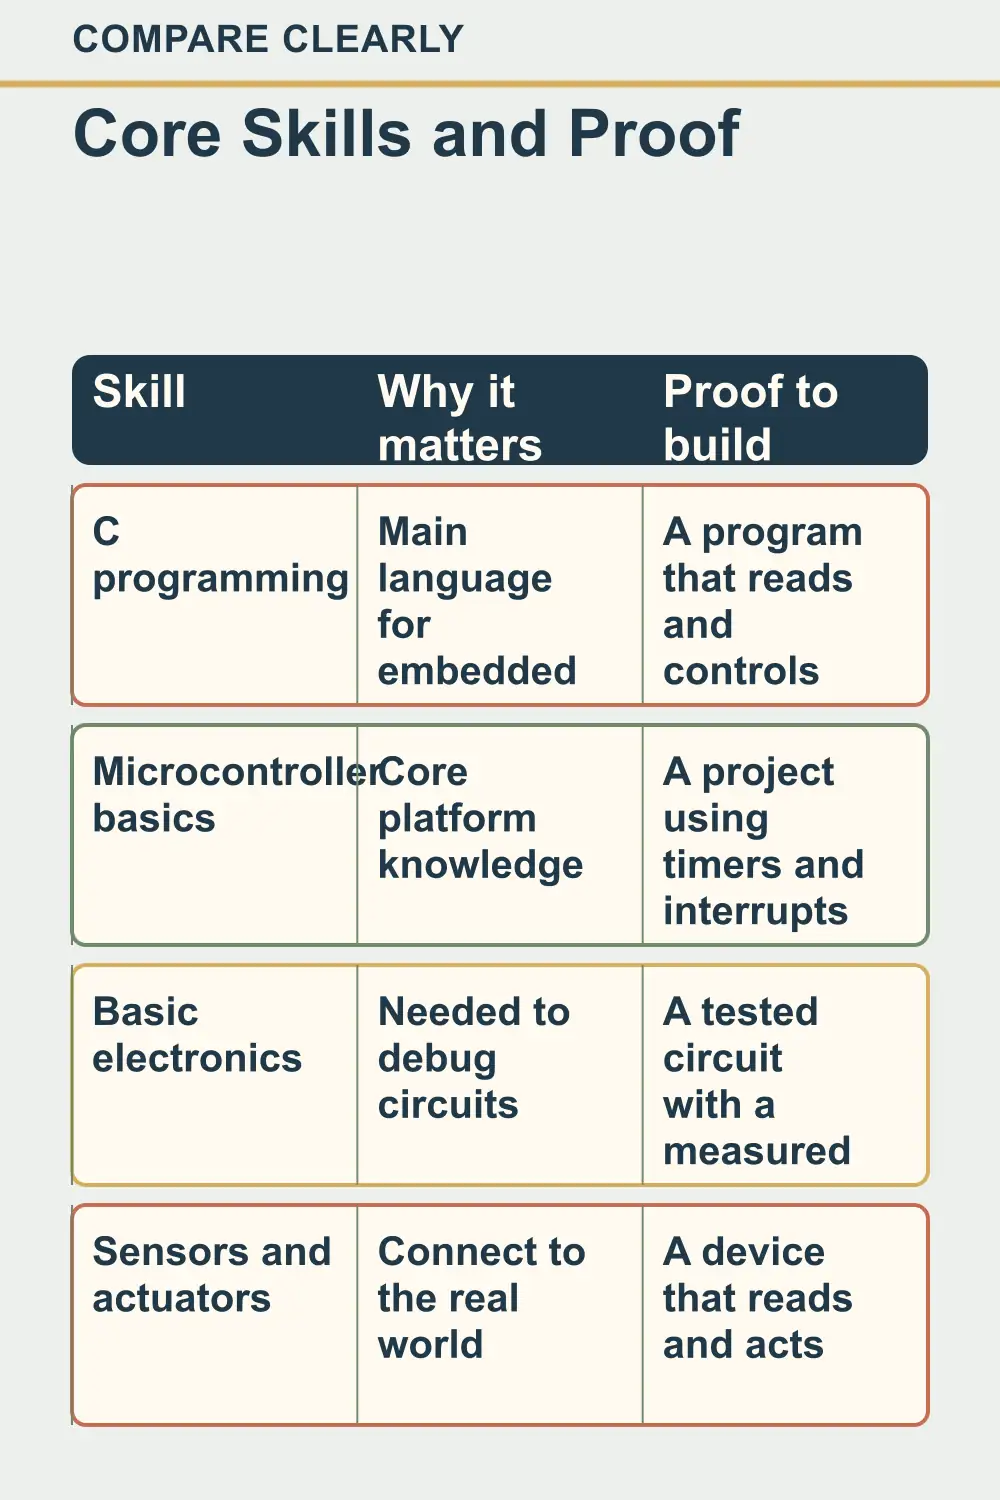 COMPARE CLEARLY
Core Skills and Proof
Skill
Why it
matters
Proof to
build
C
programming
Main
language
for
embedded
A program
that reads
and
controls
Microcontroller
basics
Core
platform
knowledge
A project
using
timers and
interrupts
Basic
electronics
Needed to
debug
circuits
A tested
circuit
with a
measured
Sensors and
actuators
Connect to
the real
world
A device
that reads
and acts